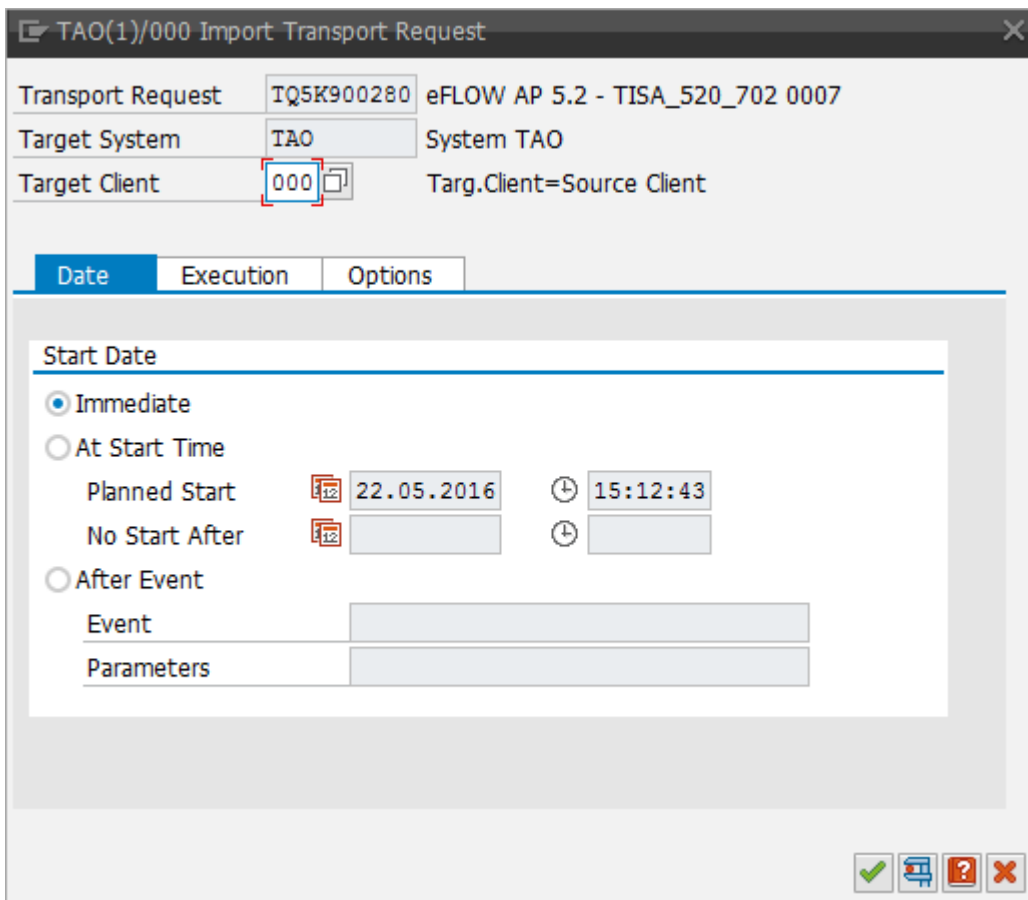 TAO(1)/000 Import Transport Request
Transport Request TQ5K900280 eFLOW AP 5.2 - TISA_520_702 0007
Target System TAO System TAO
Target Client 000 Targ.Client=Source Client
Date Execution Options
Start Date
Immediate
At Start Time
Planned Start 22.05.2016 15:12:43
No Start After
After Event
Event
Parameters